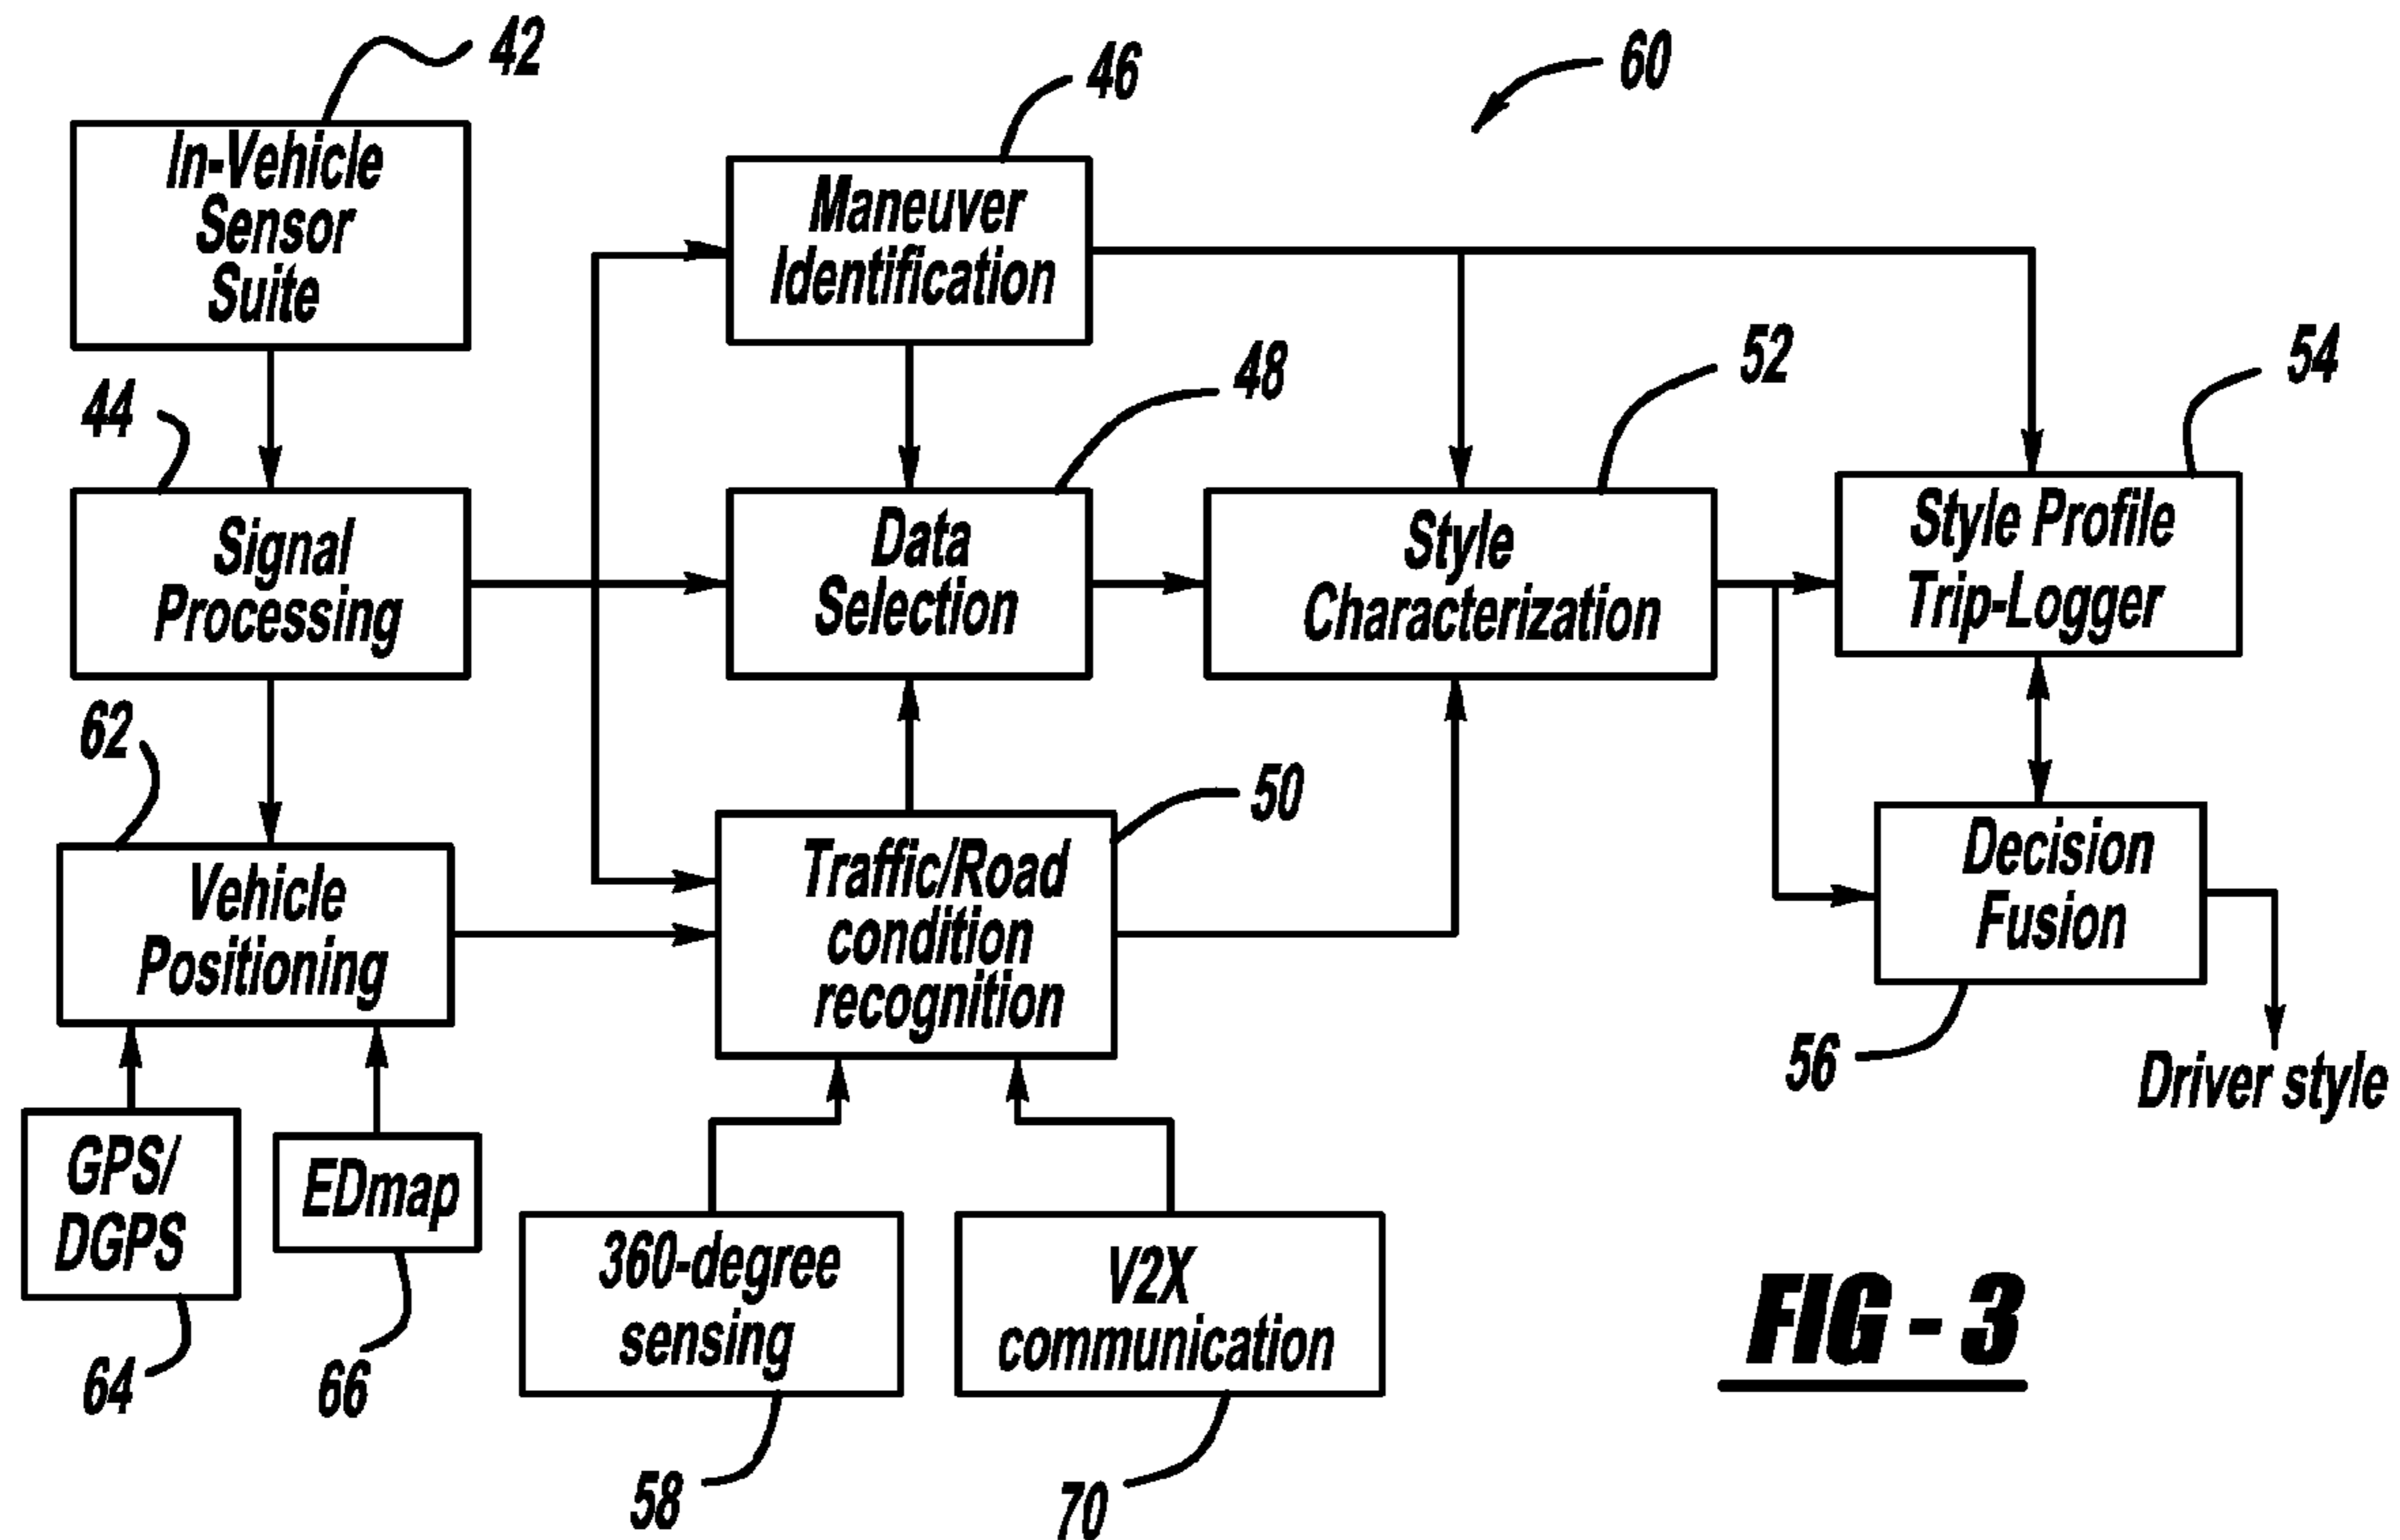 42
46
60
In-Vehicle
Sensor
Suite
Maneuver
Identification
44
48
52
54
Signal
Processing
Data
Selection
Style
Characterization
Style Profile
Trip-Logger
62
50
Vehicle
Positioning
Traffic/Road
condition
recognition
Decision
Fusion
56
Driver style
GPS/
DGPS
EDmap
360-degree
sensing
V2X
communication
64
66
58
70
FIG - 3